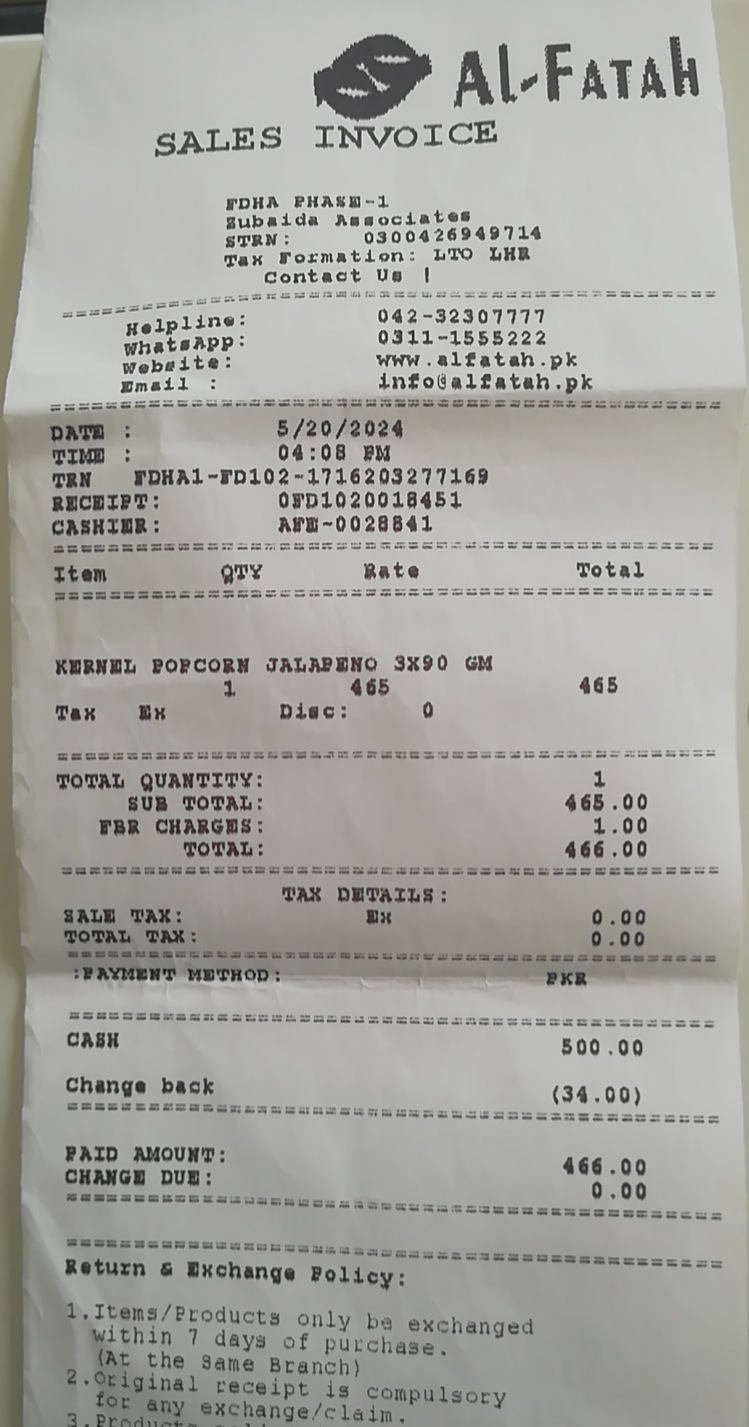 Al-Fatah
SALES INVOICE
FDHA PHASE-1
Zubaida Associates
STRN: 0300426949714
Tax Formation: LTO LHR
Contact Us |
================================================
Helpline: 042-32307777
WhatsApp: 0311-1555222
Website: www.alfatah.pk
Email : info@alfatah.pk
================================================
DATE : 5/20/2024
TIME : 04:08 PM
TRN FDHA1-FD102-1716203277169
RECEIPT: 0FD1020018451
CASHIER: AFE-0028841
================================================
Item QTY Rate Total
================================================
KERNEL POPCORN JALAPENO 3X90 GM
1 465 465
Tax Ex Disc: 0
================================================
TOTAL QUANTITY: 1
SUB TOTAL: 465.00
FBR CHARGES: 1.00
TOTAL: 466.00
================================================
TAX DETAILS:
SALE TAX: Ex 0.00
TOTAL TAX: 0.00
================================================
:PAYMENT METHOD: PKR
================================================
CASH 500.00
Change back (34.00)
================================================
PAID AMOUNT: 466.00
CHANGE DUE: 0.00
================================================
================================================
Return & Exchange Policy:
1.Items/Products only be exchanged
within 7 days of purchase.
(At the Same Branch)
2.Original receipt is compulsory
for any exchange/claim.